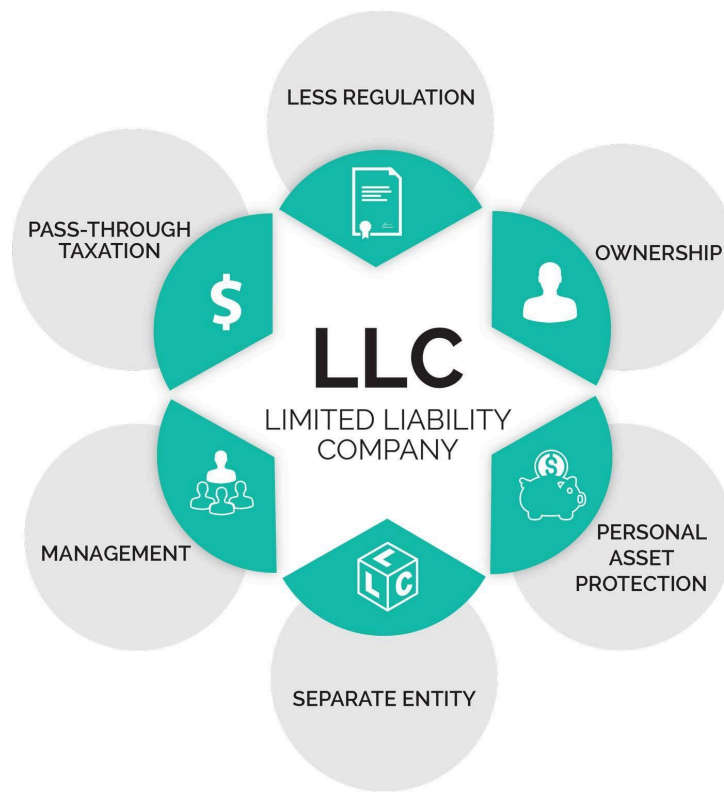 LESS REGULATION
PASS-THROUGH
TAXATION
$
OWNERSHIP
LLC
LIMITED LIABILITY
COMPANY
MANAGEMENT
$
PERSONAL
ASSET
PROTECTION
L
L C
SEPARATE ENTITY